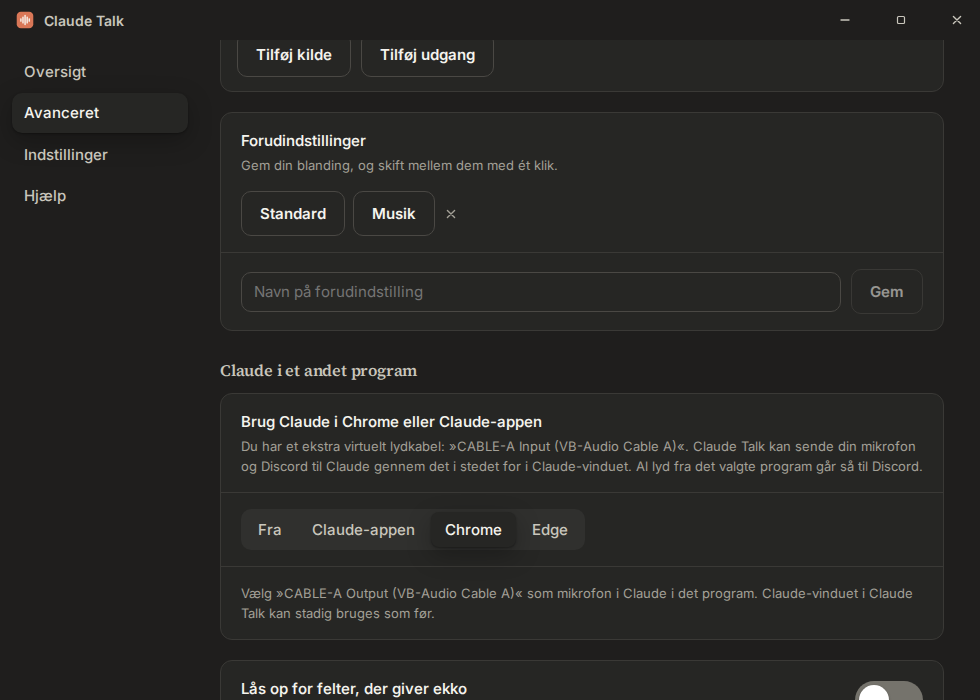 Claude Talk
Oversigt
Avanceret
Indstillinger
Hjælp
Tilføj kilde
Tilføj udgang
Forudindstillinger
Gem din blanding, og skift mellem dem med ét klik.
Standard
Musik
Navn på forudindstilling
Gem
Claude i et andet program
Brug Claude i Chrome eller Claude-appen
Du har et ekstra virtuelt lydkabel: »CABLE-A Input (VB-Audio Cable A)«. Claude Talk kan sende din mikrofon
og Discord til Claude gennem det i stedet for i Claude-vinduet. Al lyd fra det valgte program går så til Discord.
Fra
Claude-appen
Chrome
Edge
Vælg »CABLE-A Output (VB-Audio Cable A)« som mikrofon i Claude i det program. Claude-vinduet i Claude
Talk kan stadig bruges som før.
Lås op for felter, der giver ekko